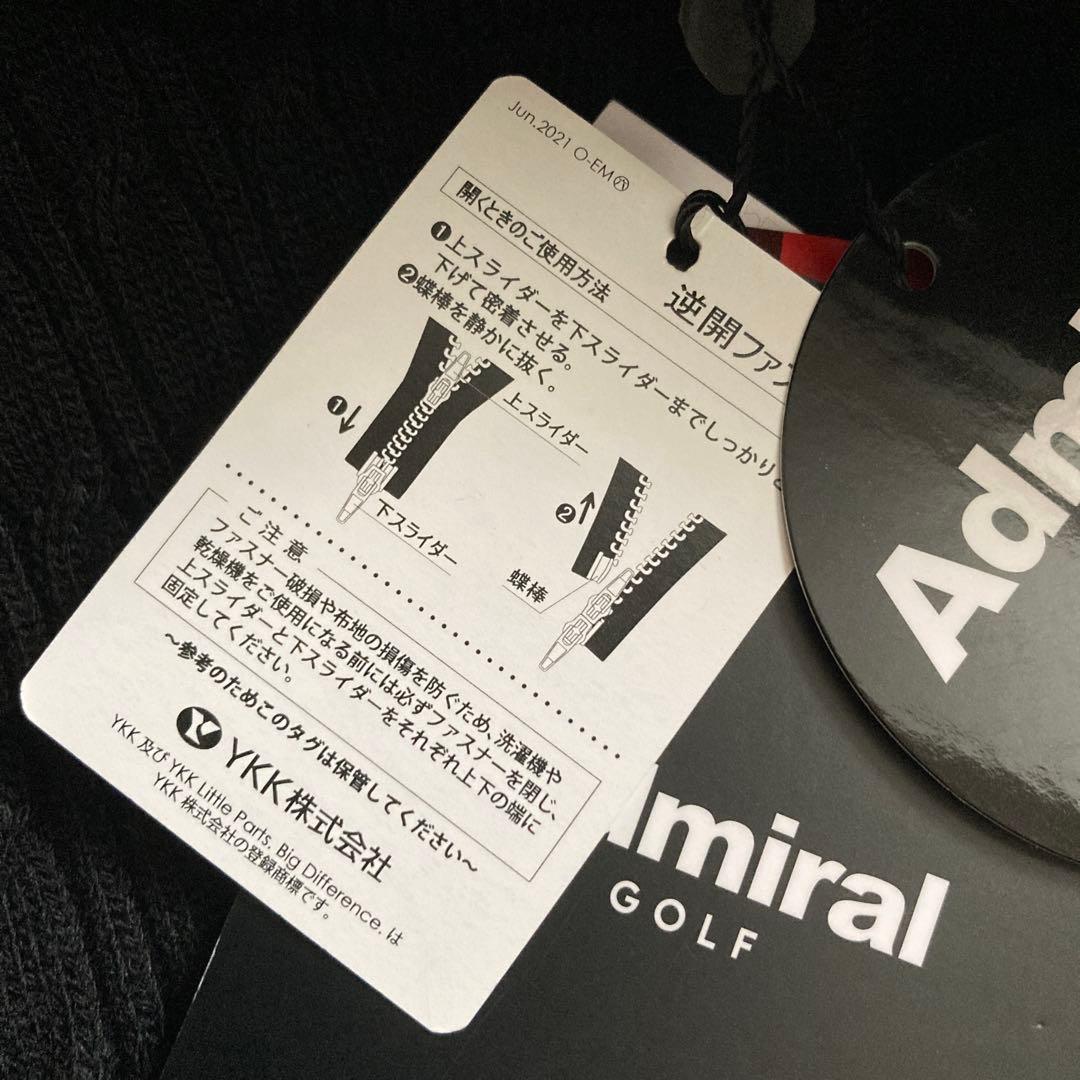 Jun.2021 O-EM㊅
逆開ファス
開くときのご使用方法
❶上スライダーを下スライダーまでしっかりと
下げて密着させる。
❷蝶棒を静かに抜く。
❶
上スライダー
下スライダー
❷
蝶棒
ご注意
ファスナー破損や布地の損傷を防ぐため、洗濯機や
乾燥機をご使用になる前には必ずファスナーを閉じ、
上スライダーと下スライダーをそれぞれ上下の端に
固定してください。
～参考のためこのタグは保管してください～
YKK株式会社
YKK 及び YKK Little Parts. Big Difference. は
YKK 株式会社の登録商標です。
Adm
dmiral
GOLF